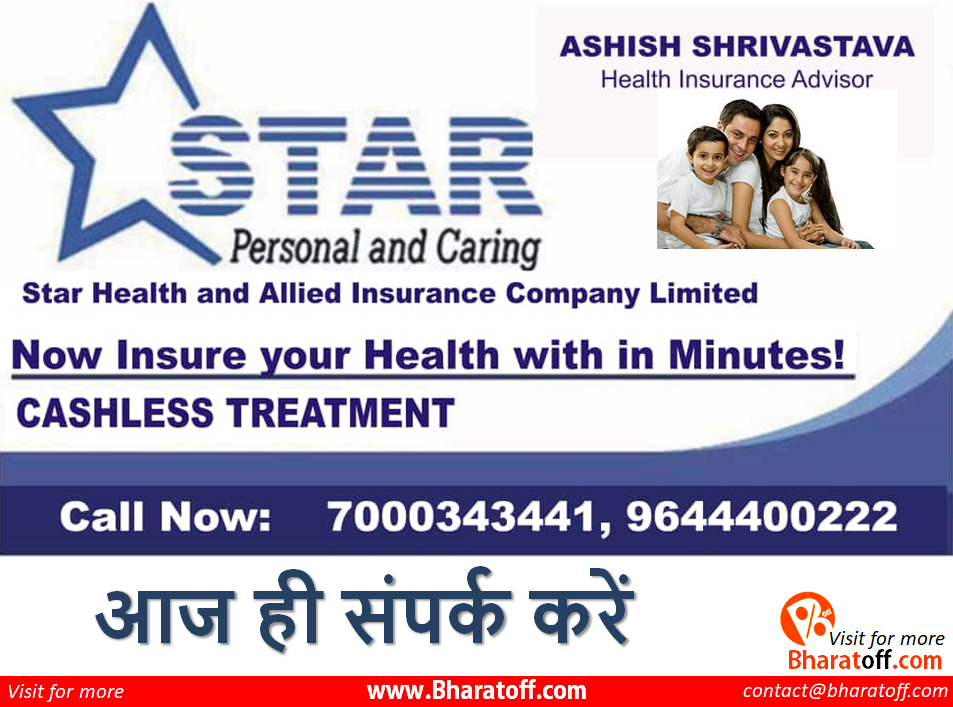 ASHISH SHRIVASTAVA
Health Insurance Advisor
STAR
Personal and Caring
Star Health and Allied Insurance Company Limited
Now Insure your Health with in Minutes!
CASHLESS TREATMENT
Call Now: 7000343441, 9644400222
आज ही संपर्क करें
% off
Visit for more
Bharatoff.com
Visit for more www.Bharatoff.com contact@bharatoff.com